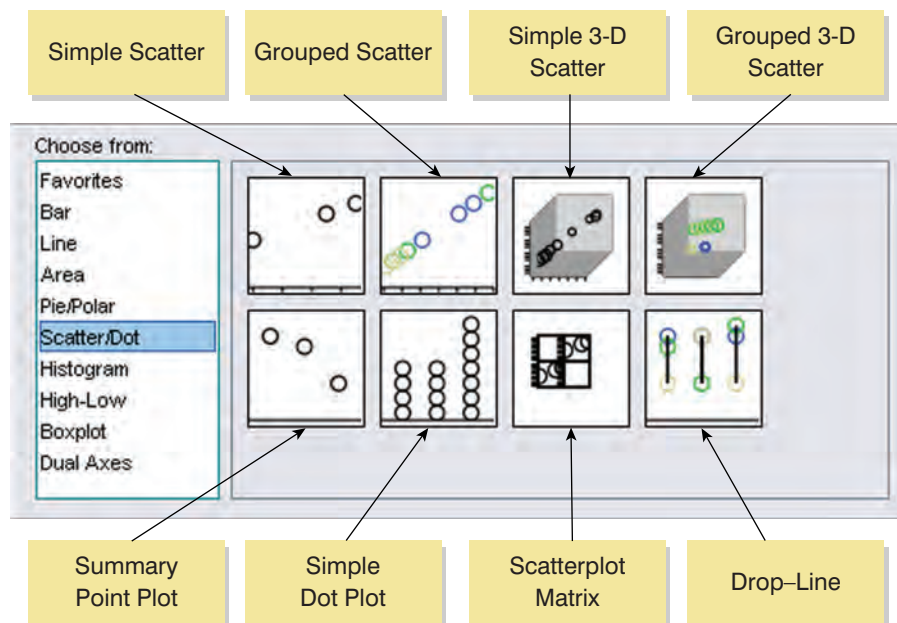 Simple Scatter
Grouped Scatter
Simple 3-D
Scatter
Grouped 3-D
Scatter
Choose from:
Favorites
Bar
Line
Area
Pie/Polar
Scatter/Dot
Histogram
High-Low
Boxplot
Dual Axes
Summary
Point Plot
Simple
Dot Plot
Scatterplot
Matrix
Drop–Line